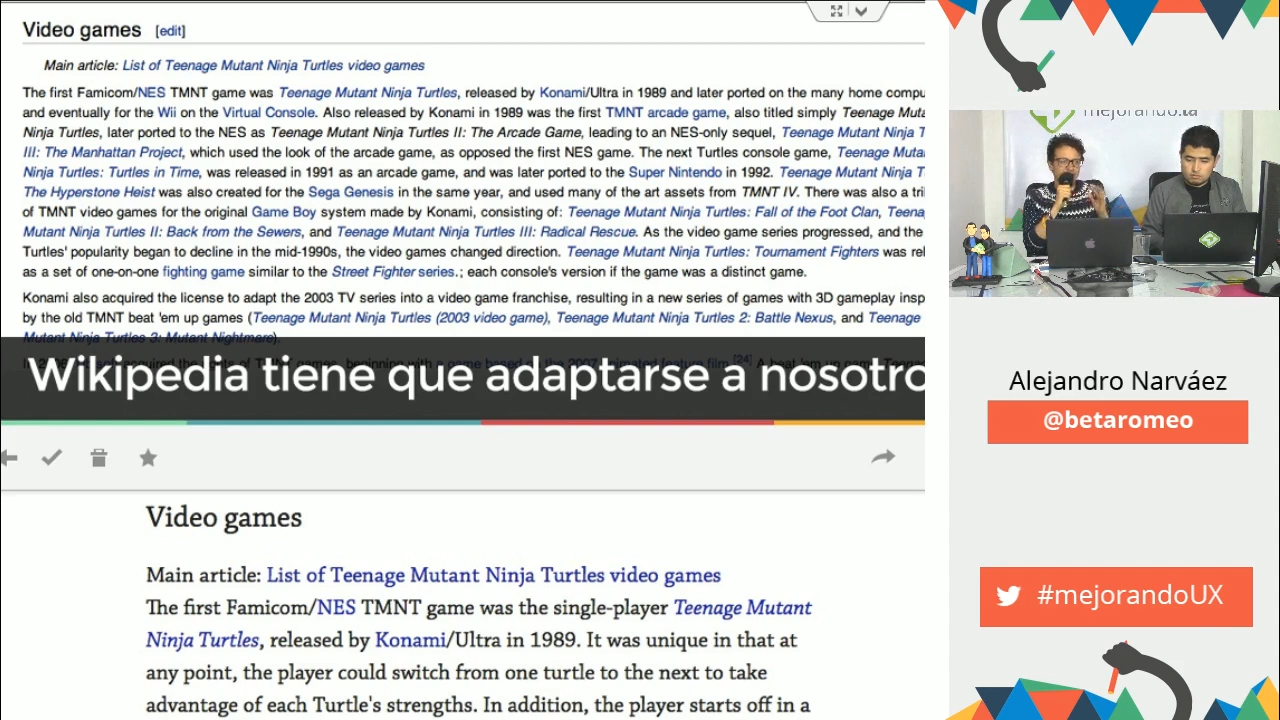 Video games [edit]
Main article: List of Teenage Mutant Ninja Turtles video games
The first Famicom/NES TMNT game was Teenage Mutant Ninja Turtles, released by Konami/Ultra in 1989 and later ported on the many home compu
and eventually for the Wii on the Virtual Console. Also released by Konami in 1989 was the first TMNT arcade game, also titled simply Teenage Muta
Ninja Turtles, later ported to the NES as Teenage Mutant Ninja Turtles II: The Arcade Game, leading to an NES-only sequel, Teenage Mutant Ninja T
III: The Manhattan Project, which used the look of the arcade game, as opposed the first NES game. The next Turtles console game, Teenage Mutan
Ninja Turtles: Turtles in Time, was released in 1991 as an arcade game, and was later ported to the Super Nintendo in 1992. Teenage Mutant Ninja T
The Hyperstone Heist was also created for the Sega Genesis in the same year, and used many of the art assets from TMNT IV. There was also a tri
of TMNT video games for the original Game Boy system made by Konami, consisting of: Teenage Mutant Ninja Turtles: Fall of the Foot Clan, Teena
Mutant Ninja Turtles II: Back from the Sewers, and Teenage Mutant Ninja Turtles III: Radical Rescue. As the video game series progressed, and the
Turtles' popularity began to decline in the mid-1990s, the video games changed direction. Teenage Mutant Ninja Turtles: Tournament Fighters was rel
as a set of one-on-one fighting game similar to the Street Fighter series.; each console's version if the game was a distinct game.
Konami also acquired the license to adapt the 2003 TV series into a video game franchise, resulting in a new series of games with 3D gameplay insp
by the old TMNT beat 'em up games (Teenage Mutant Ninja Turtles (2003 video game), Teenage Mutant Ninja Turtles 2: Battle Nexus, and Teenage
Mutant Ninja Turtles 3: Mutant Nightmare).
Wikipedia tiene que adaptarse a nosotro
Video games
Main article: List of Teenage Mutant Ninja Turtles video games
The first Famicom/NES TMNT game was the single-player Teenage Mutant
Ninja Turtles, released by Konami/Ultra in 1989. It was unique in that at
any point, the player could switch from one turtle to the next to take
advantage of each Turtle's strengths. In addition, the player starts off in a
mejorando.la
Alejandro Narváez
@betaromeo
#mejorandoUX